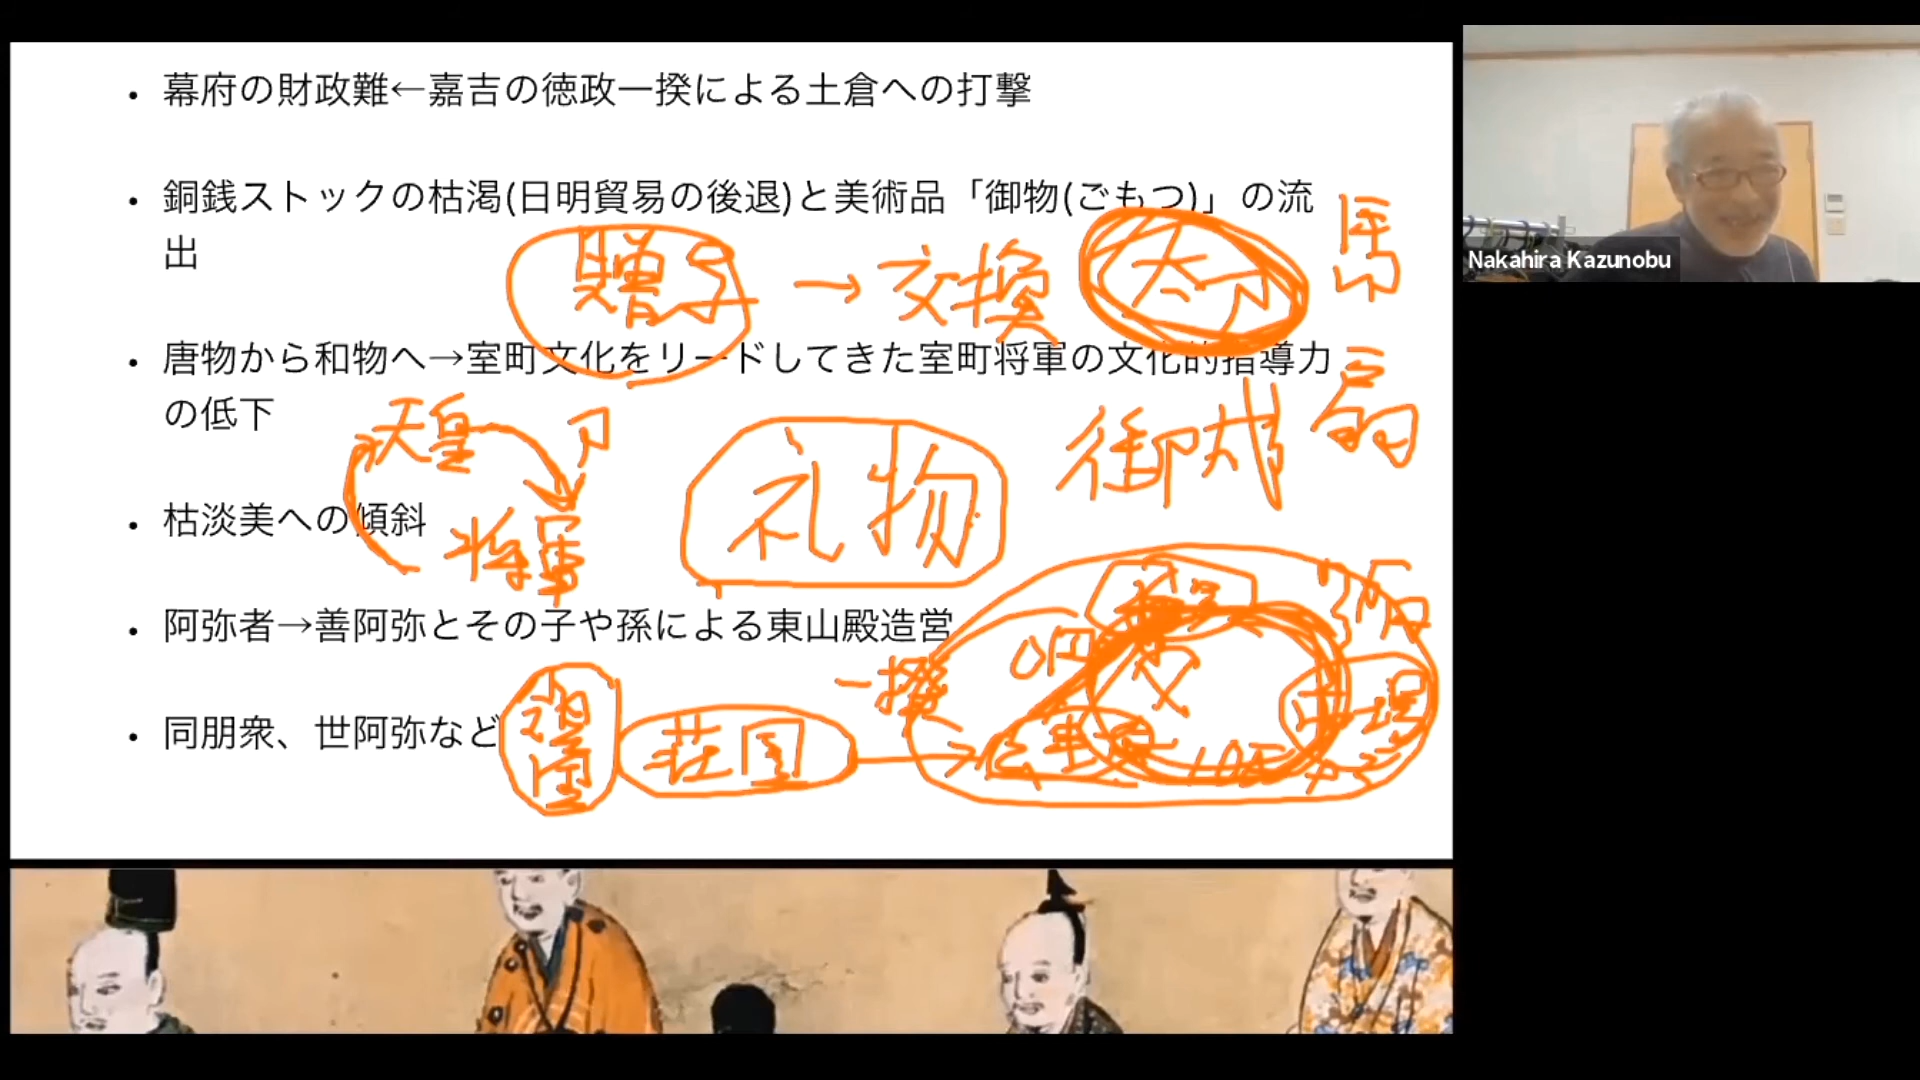 • 幕府の財政難←嘉吉の徳政一揆による土倉への打撃
• 銅銭ストックの枯渇(日明貿易の後退)と美術品「御物(ごもつ)」の流
出
贈与 → 交換
馬
• 唐物から和物へ→室町文化をリードしてきた室町将軍の文化的指導力
の低下
扇
天皇 刀
礼物
御成
• 枯淡美への傾斜
将軍
• 阿弥者→善阿弥とその子や孫による東山殿造営
一揆
• 同朋衆、世阿弥など
荘園
Nakahira Kazunobu